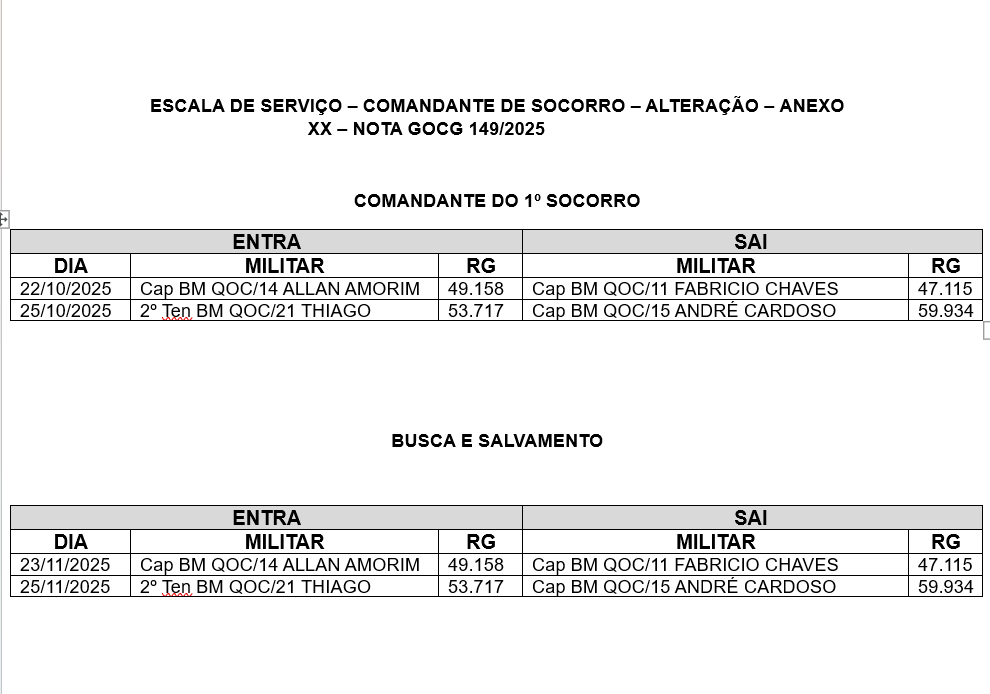 ESCALA DE SERVIÇO – COMANDANTE DE SOCORRO – ALTERAÇÃO – ANEXO
XX – NOTA GOCG 149/2025
COMANDANTE DO 1º SOCORRO
ENTRA SAI
DIA MILITAR RG MILITAR RG
22/10/2025 Cap BM QOC/14 ALLAN AMORIM 49.158 Cap BM QOC/11 FABRICIO CHAVES 47.115
25/10/2025 2º Ten BM QOC/21 THIAGO 53.717 Cap BM QOC/15 ANDRÉ CARDOSO 59.934
BUSCA E SALVAMENTO
ENTRA SAI
DIA MILITAR RG MILITAR RG
23/11/2025 Cap BM QOC/14 ALLAN AMORIM 49.158 Cap BM QOC/11 FABRICIO CHAVES 47.115
25/11/2025 2º Ten BM QOC/21 THIAGO 53.717 Cap BM QOC/15 ANDRÉ CARDOSO 59.934